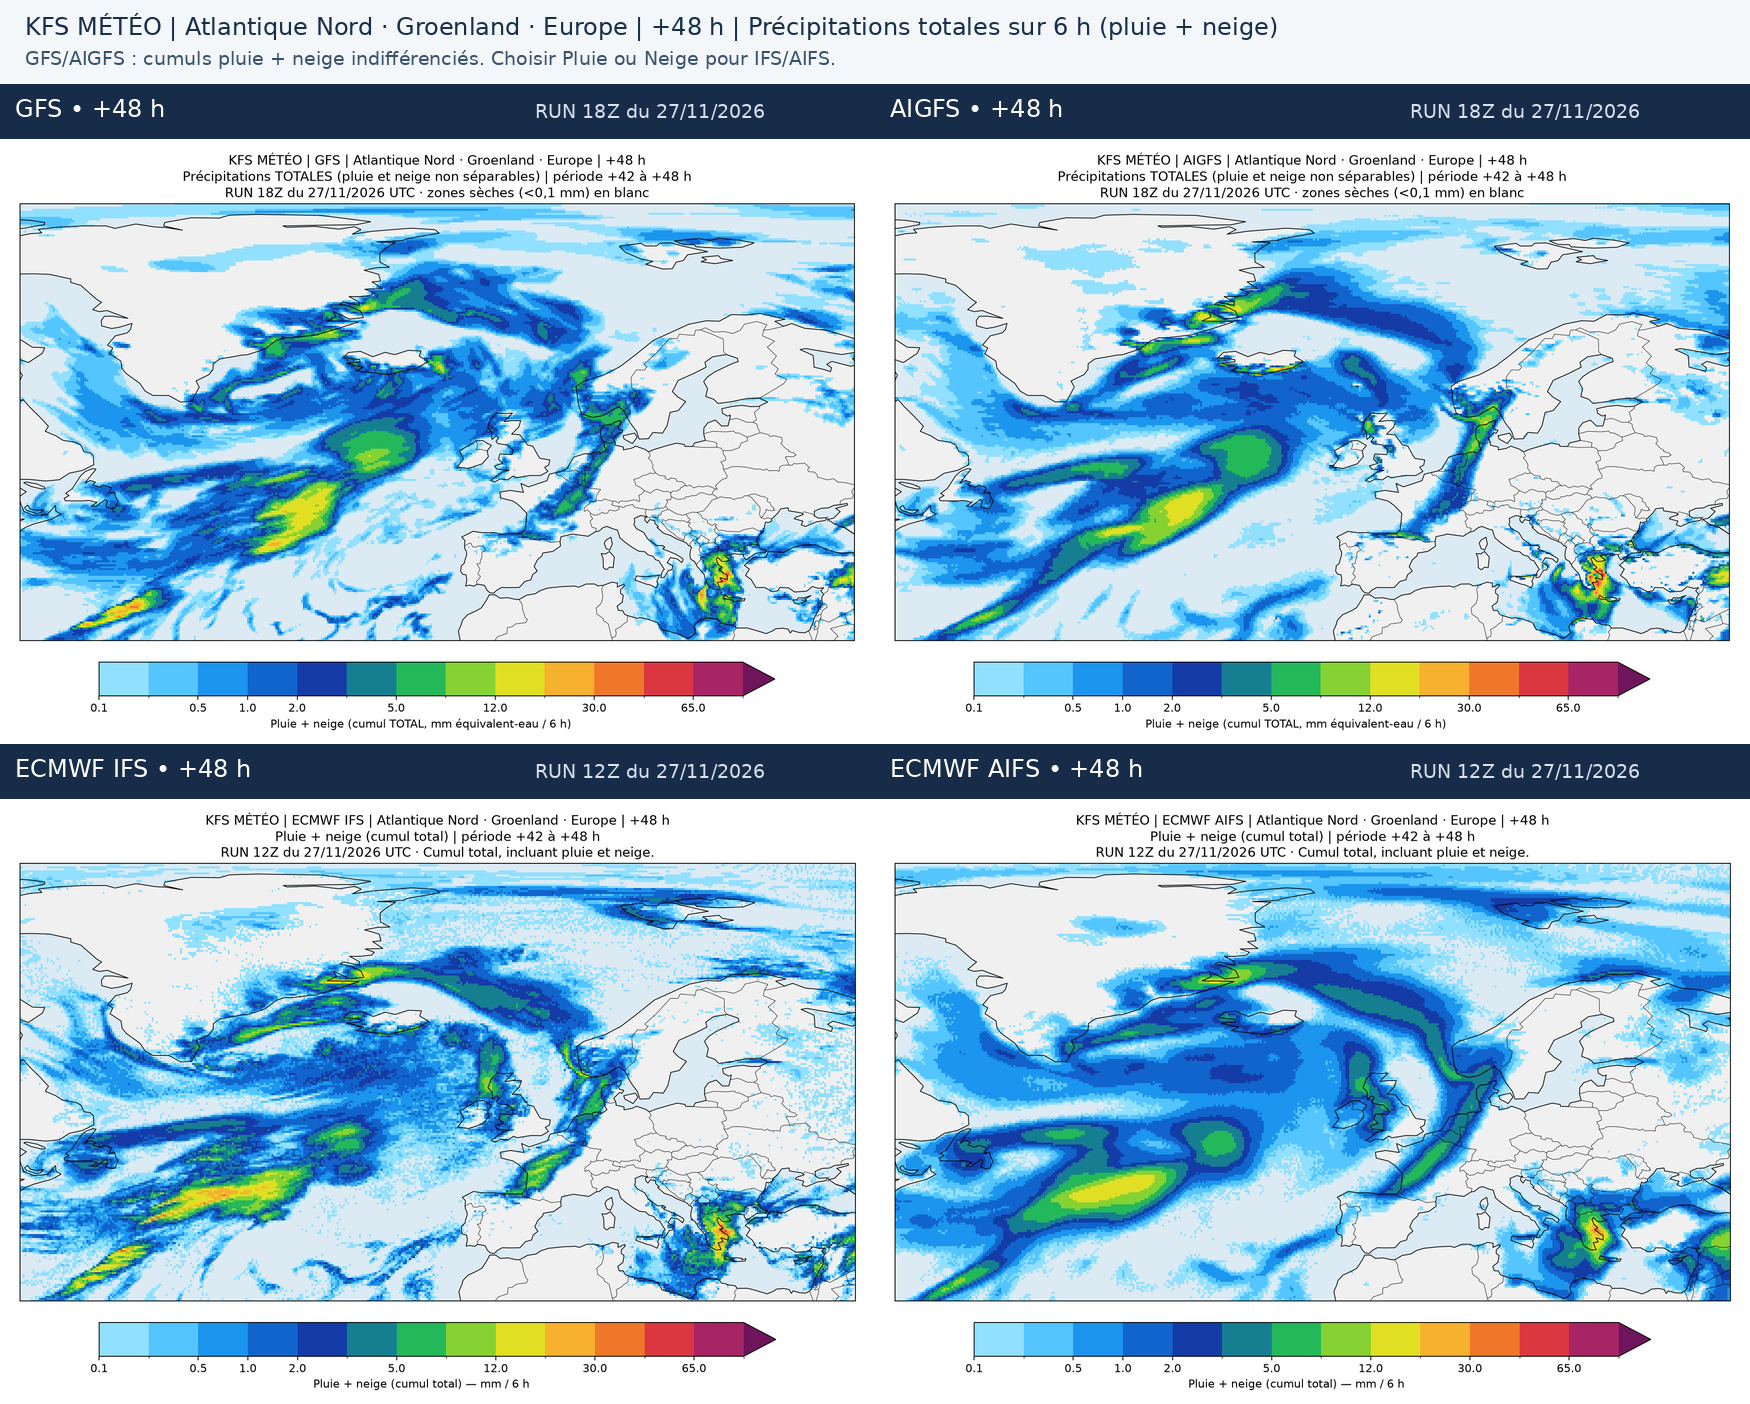 KFS MÉTÉO | Atlantique Nord · Groenland · Europe | +48 h | Précipitations totales sur 6 h (pluie + neige)
GFS/AIGFS : cumuls pluie + neige indifférenciés. Choisir Pluie ou Neige pour IFS/AIFS.
GFS • +48 h
RUN 18Z du 27/11/2026
AIGFS • +48 h
RUN 18Z du 27/11/2026
KFS MÉTÉO | GFS | Atlantique Nord · Groenland · Europe | +48 h
Précipitations TOTALES (pluie et neige non séparables) | période +42 à +48 h
RUN 18Z du 27/11/2026 UTC · zones sèches (<0,1 mm) en blanc
KFS MÉTÉO | AIGFS | Atlantique Nord · Groenland · Europe | +48 h
Précipitations TOTALES (pluie et neige non séparables) | période +42 à +48 h
RUN 18Z du 27/11/2026 UTC · zones sèches (<0,1 mm) en blanc
0.1 0.5 1.0 2.0 5.0 12.0 30.0 65.0
Pluie + neige (cumul TOTAL, mm équivalent-eau / 6 h)
0.1 0.5 1.0 2.0 5.0 12.0 30.0 65.0
Pluie + neige (cumul TOTAL, mm équivalent-eau / 6 h)
ECMWF IFS • +48 h
RUN 12Z du 27/11/2026
ECMWF AIFS • +48 h
RUN 12Z du 27/11/2026
KFS MÉTÉO | ECMWF IFS | Atlantique Nord · Groenland · Europe | +48 h
Pluie + neige (cumul total) | période +42 à +48 h
RUN 12Z du 27/11/2026 UTC · Cumul total, incluant pluie et neige.
KFS MÉTÉO | ECMWF AIFS | Atlantique Nord · Groenland · Europe | +48 h
Pluie + neige (cumul total) | période +42 à +48 h
RUN 12Z du 27/11/2026 UTC · Cumul total, incluant pluie et neige.
0.1 0.5 1.0 2.0 5.0 12.0 30.0 65.0
Pluie + neige (cumul total) — mm / 6 h
0.1 0.5 1.0 2.0 5.0 12.0 30.0 65.0
Pluie + neige (cumul total) — mm / 6 h